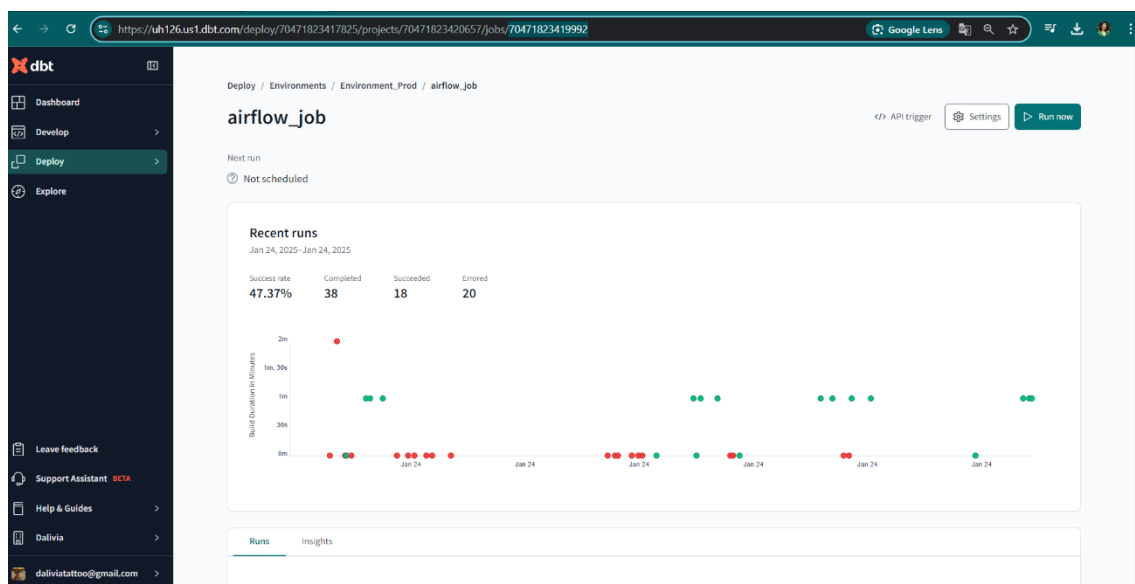 https://uh126.us1.dbt.com/deploy/70471823417825/projects/70471823420657/jobs/70471823419992
Google Lens
dbt
Dashboard
Develop
Deploy
Explore
Leave feedback
Support Assistant BETA
Help & Guides
Dalivia
daliviatattoo@gmail.com
Deploy / Environments / Environment_Prod / airflow_job
airflow_job
</> API trigger
Settings
Run now
Next run
Not scheduled
Recent runs
Jan 24, 2025-Jan 24, 2025
Success rate Completed Succeeded Errored
47.37% 38 18 20
Build Duration in Minutes
2m
1m, 30s
1m
30s
0m
Jan 24 Jan 24 Jan 24 Jan 24 Jan 24 Jan 24
Runs Insights